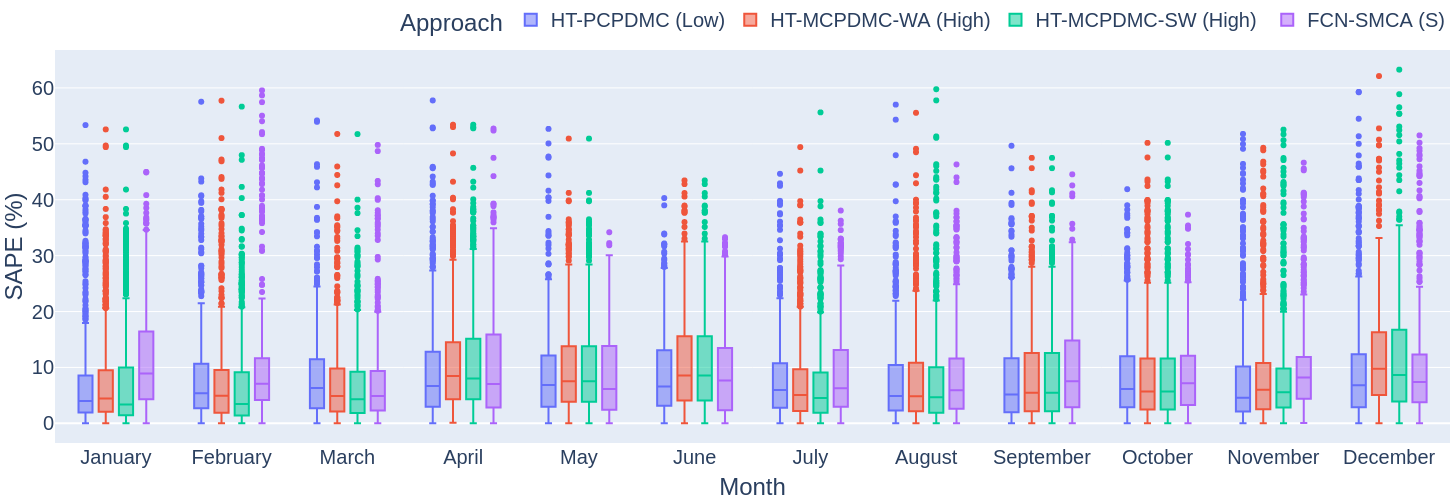 Approach HT-PCPDMC (Low) HT-MCPDMC-WA (High) HT-MCPDMC-SW (High) FCN-SMCA (S)
SAPE (%)
60
50
40
30
20
10
0
January February March April May June July August September October November December
Month